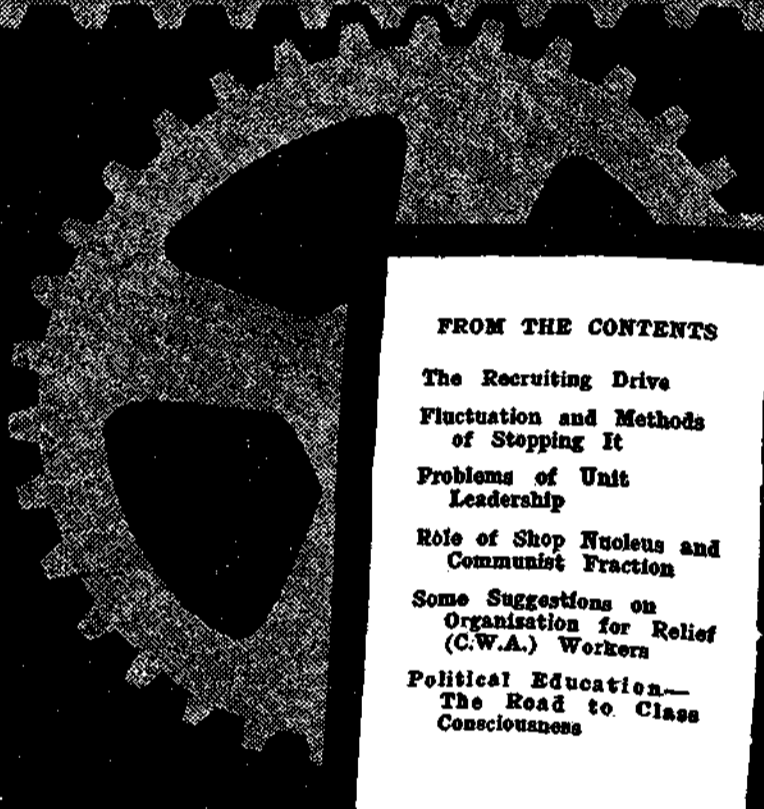 FROM THE CONTENTS
The Recruiting Drive
Fluctuation and Methods
of Stopping It
Problems of Unit
Leadership
Rôle of Shop Nucleus and
Communist Fraction
Some Suggestions on
Organisation for Relief
(C.W.A.) Workers
Political Education—
The Road to Class
Consciousness